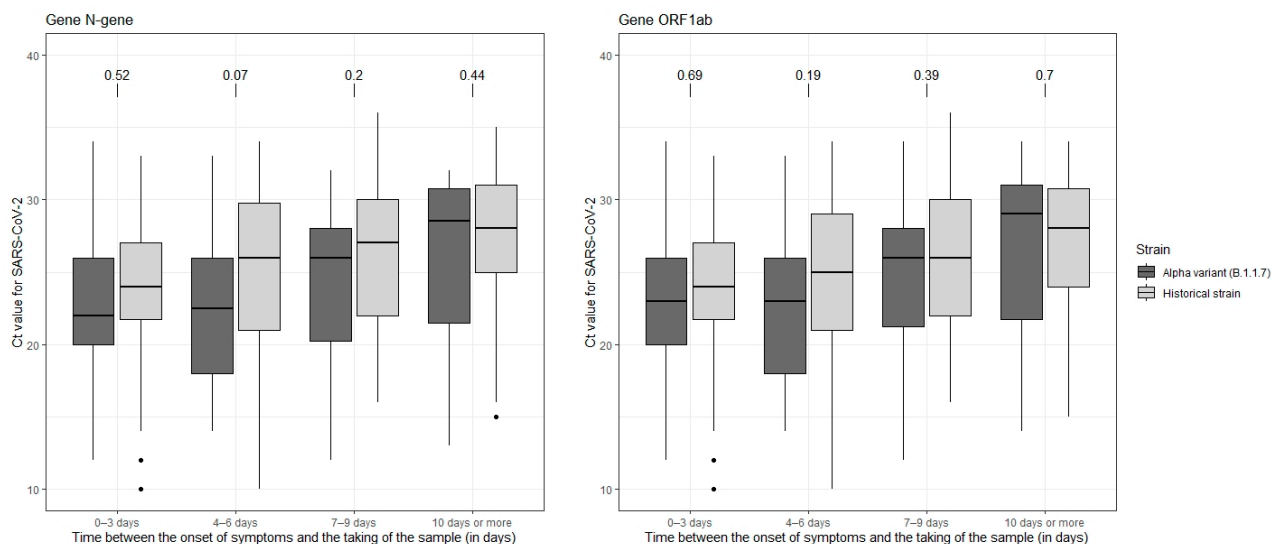 Gene N-gene
40
30
20
10
Ct value for SARS-CoV-2
0.52 0.07 0.2 0.44
0–3 days 4–6 days 7–9 days 10 days or more
Time between the onset of symptoms and the taking of the sample (in days)
Gene ORF1ab
40
30
20
10
Ct value for SARS-CoV-2
0.69 0.19 0.39 0.7
0–3 days 4–6 days 7–9 days 10 days or more
Time between the onset of symptoms and the taking of the sample (in days)
Strain
Alpha variant (B.1.1.7)
Historical strain